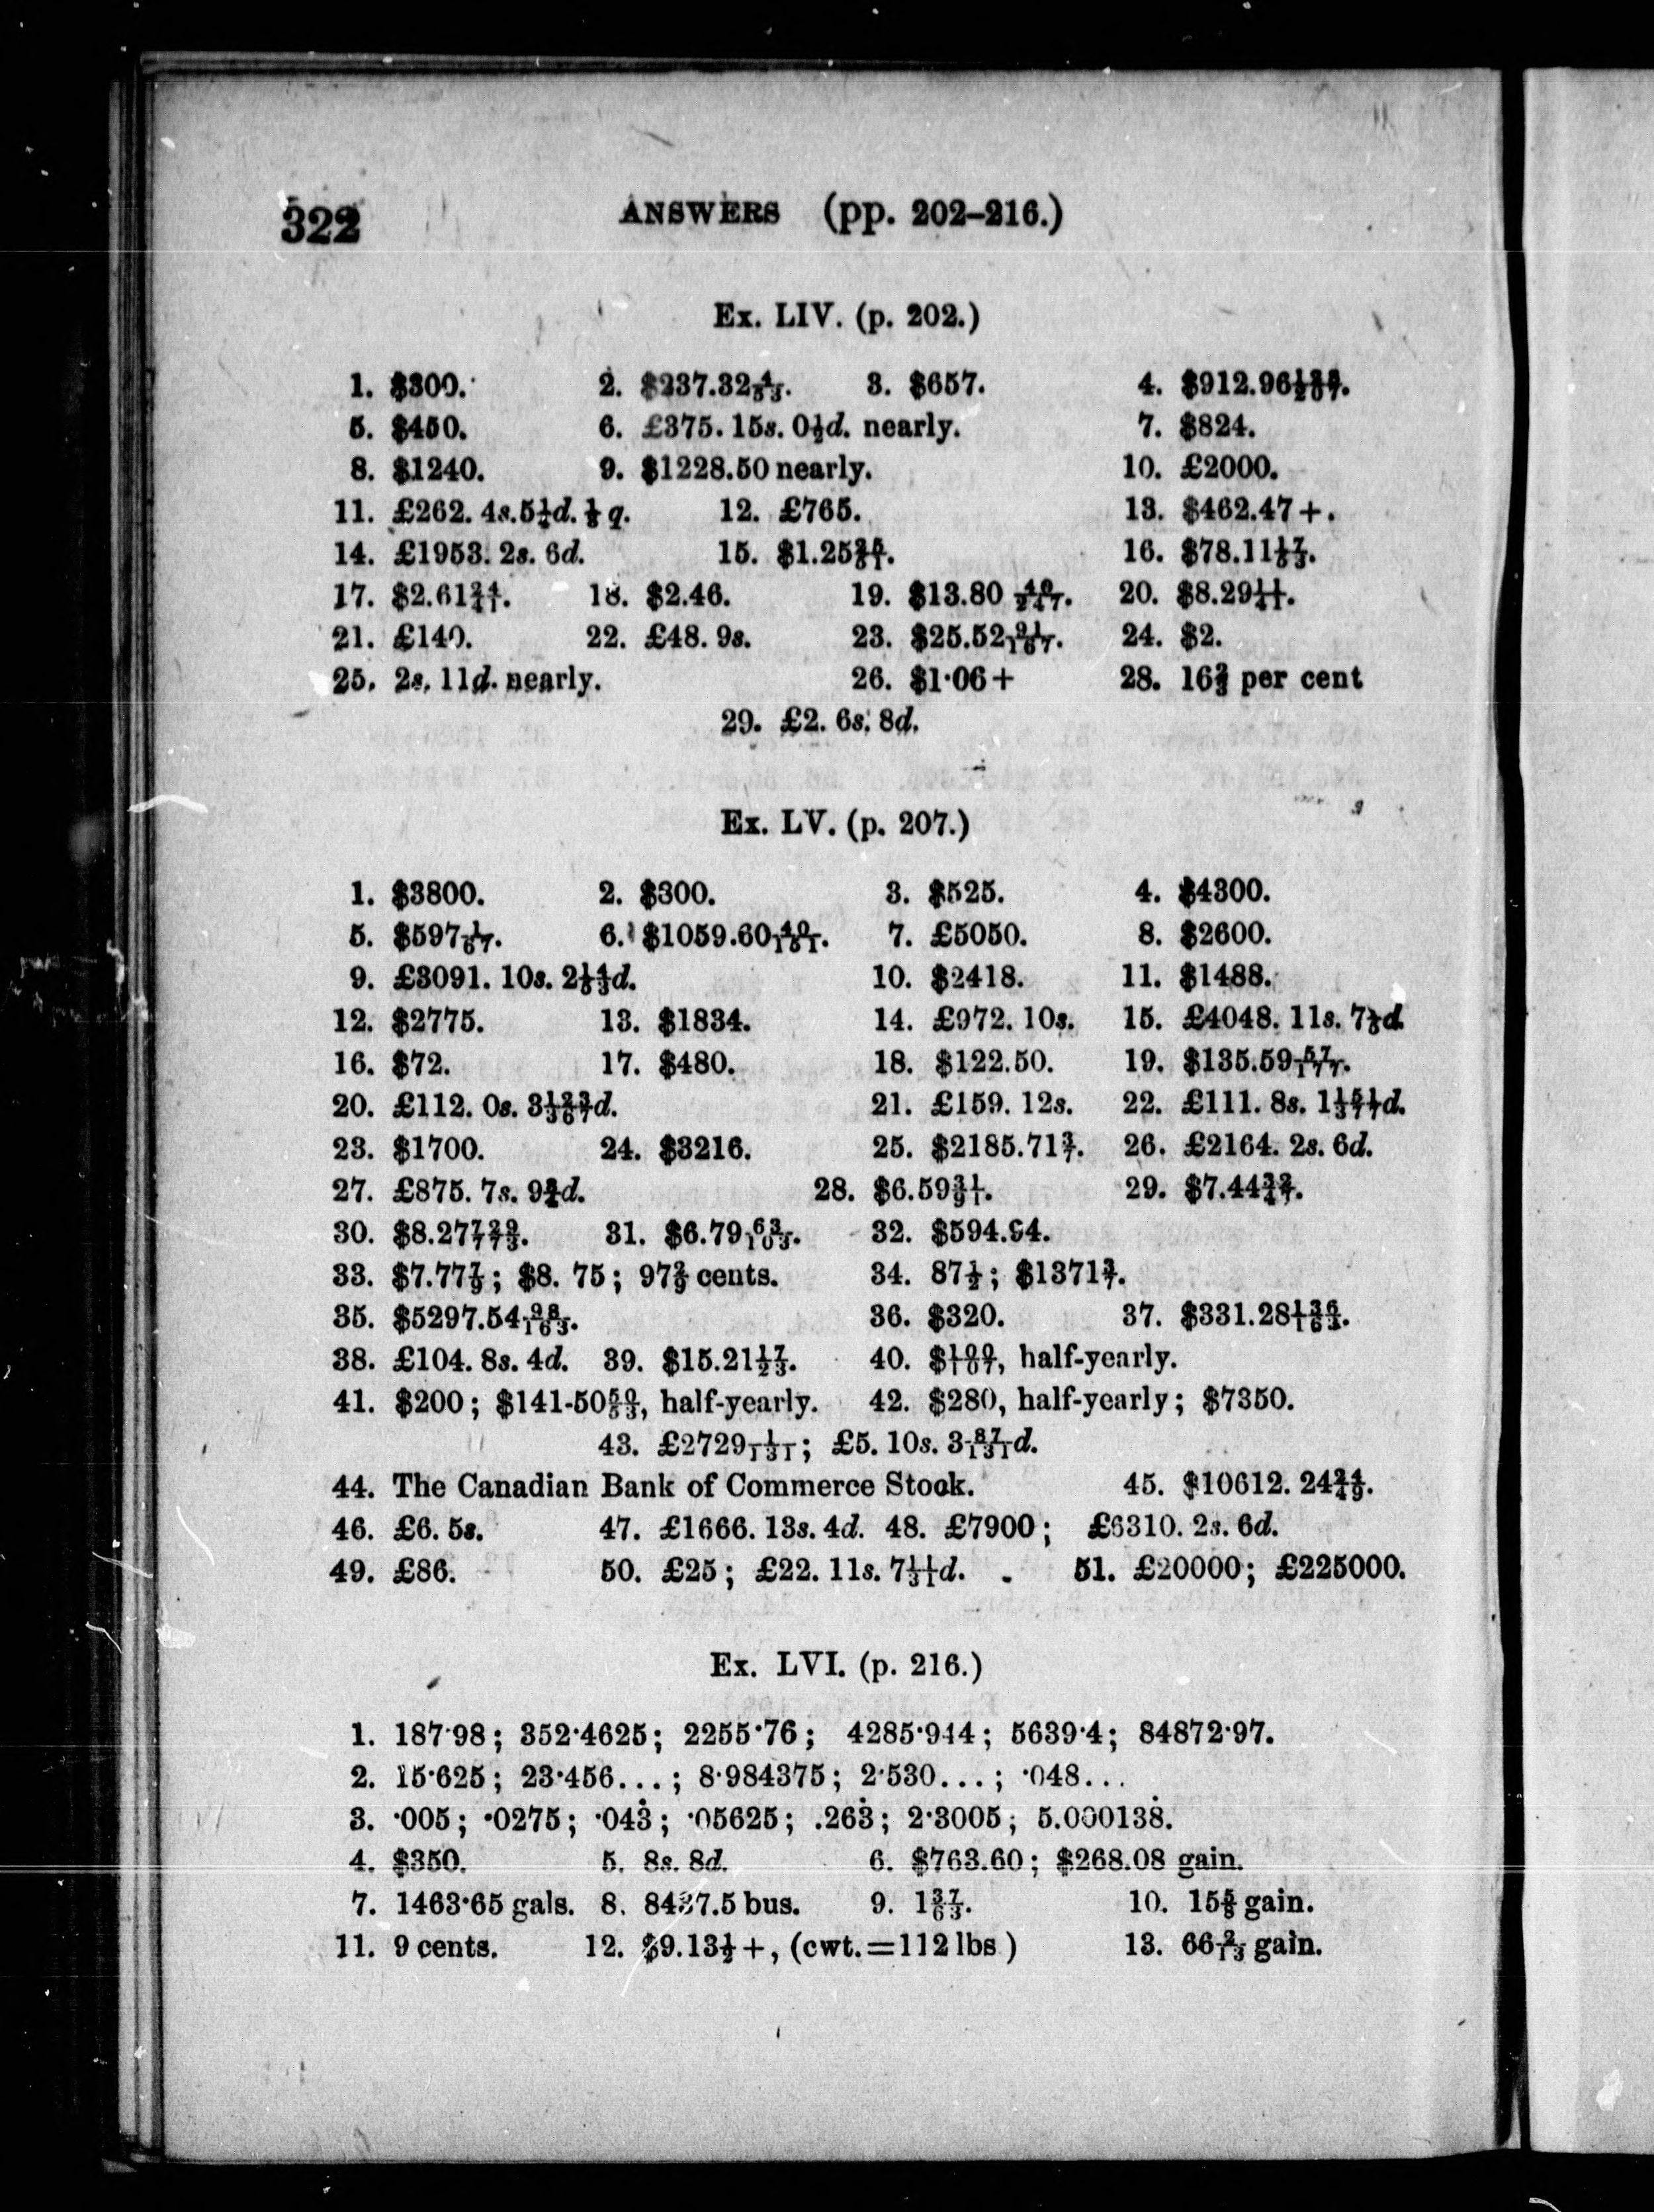 322 ANSWERS (pp. 202–216.)
Ex. LIV. (p. 202.)
1. $300. 2. $237.32 4/53. 3. $657. 4. $912.96 138/207.
5. $450. 6. £375. 15s. 0½d. nearly. 7. $824.
8. $1240. 9. $1228.50 nearly. 10. £2000.
11. £262. 4s. 5¼d. ⅛ q. 12. £765. 13. $462.47+.
14. £1953. 2s. 6d. 15. $1.25 35/81. 16. $78.11 17/83.
17. $2.61 24/41. 18. $2.46. 19. $13.80 40/247. 20. $8.29 11/41.
21. £140. 22. £48. 9s. 23. $25.52 91/167. 24. $2.
25. 2s. 11d. nearly. 26. $1·06+ 28. 16⅔ per cent
29. £2. 6s. 8d.
Ex. LV. (p. 207.)
1. $3800. 2. $300. 3. $525. 4. $4300.
5. $597 1/67. 6. $1059.60 40/151. 7. £5050. 8. $2600.
9. £3091. 10s. 2 14/83d. 10. $2418. 11. $1488.
12. $2775. 13. $1834. 14. £972. 10s. 15. £4048. 11s. 7
16. $72. 17. $480. 18. $122.50. 19. $135.59 57/177.
20. £112. 0s. 3 123/367d. 21. £159. 12s. 22. £111. 8s. 1 151/377d.
23. $1700. 24. $3216. 25. $2185.71 3/7. 26. £2164. 2s. 6d.
27. £875. 7s. 9¾d. 28. $6.59 31/91. 29. $7.44 32/47.
30. $8.27 729/773. 31. $6.79 63/103. 32. $594.94.
33. $7.77 7/9; $8. 75; 97 2/9 cents. 34. 87½; $1371 3/7.
35. $5297.54 98/163. 36. $320. 37. $331.28 136/163.
38. £104. 8s. 4d. 39. $15.21 17/23. 40. $ 100/107, half-yearly.
41. $200; $141-50 50/53, half-yearly. 42. $280, half-yearly; $7350.
43. £2729 1/131; £5. 10s. 3 87/131d.
44. The Canadian Bank of Commerce Stock. 45. $10612. 24 24/49.
46. £6. 5s. 47. £1666. 13s. 4d. 48. £7900; £6310. 2s. 6d.
49. £86. 50. £25; £22. 11s. 7 11/31d. 51. £20000; £225000.
Ex. LVI. (p. 216.)
1. 187·98; 352·4625; 2255·76; 4285·944; 5639·4; 84872·97.
2. 15·625; 23·456...; 8·984375; 2·530...; ·048...
3. ·005; ·0275; ·043̇; ·05625; .263̇; 2·3005; 5.000138̇.
4. $350. 5. 8s. 8d. 6. $763.60; $268.08 gain.
7. 1463·65 gals. 8. 8437.5 bus. 9. 1 37/63. 10. 15⅝ gain.
11. 9 cents. 12. $9.13½+, (cwt.=112 lbs ) 13. 66 2/13 gain.